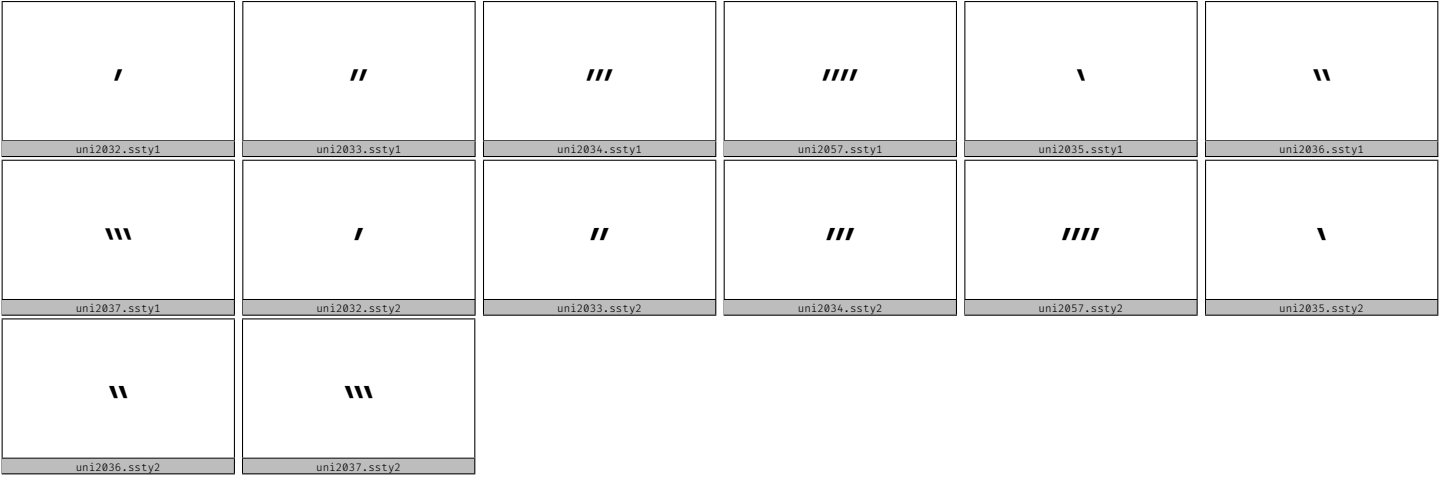 ′ ″ ‴ ⁗ ‵ ‶
uni2032.ssty1 uni2033.ssty1 uni2034.ssty1 uni2057.ssty1 uni2035.ssty1 uni2036.ssty1
‷ ′ ″ ‴ ⁗ ‵
uni2037.ssty1 uni2032.ssty2 uni2033.ssty2 uni2034.ssty2 uni2057.ssty2 uni2035.ssty2
‶ ‷
uni2036.ssty2 uni2037.ssty2